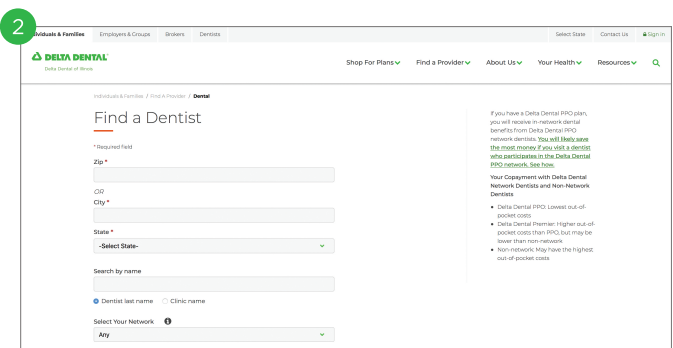 2
Individuals & Families Employers & Groups Brokers Dentists Select State Contact Us Sign In
DELTA DENTAL®
Delta Dental of Illinois
Shop For Plans Find a Provider About Us Your Health Resources
Individuals & Families / Find A Provider / Dental
Find a Dentist
*Required field
Zip *
OR
City *
State *
-Select State-
Search by name
Dentist last name Clinic name
Select Your Network
Any
If you have a Delta Dental PPO plan,
you will receive in-network dental
benefits from Delta Dental PPO
network dentists. You will likely save
the most money if you visit a dentist
who participates in the Delta Dental
PPO network. See how.
Your Copayment with Delta Dental
Network Dentists and Non-Network
Dentists
Delta Dental PPO: Lowest out-of-
pocket costs
Delta Dental Premier: Higher out-of-
pocket costs than PPO, but may be
lower than non-network
Non-network: May have the highest
out-of-pocket costs